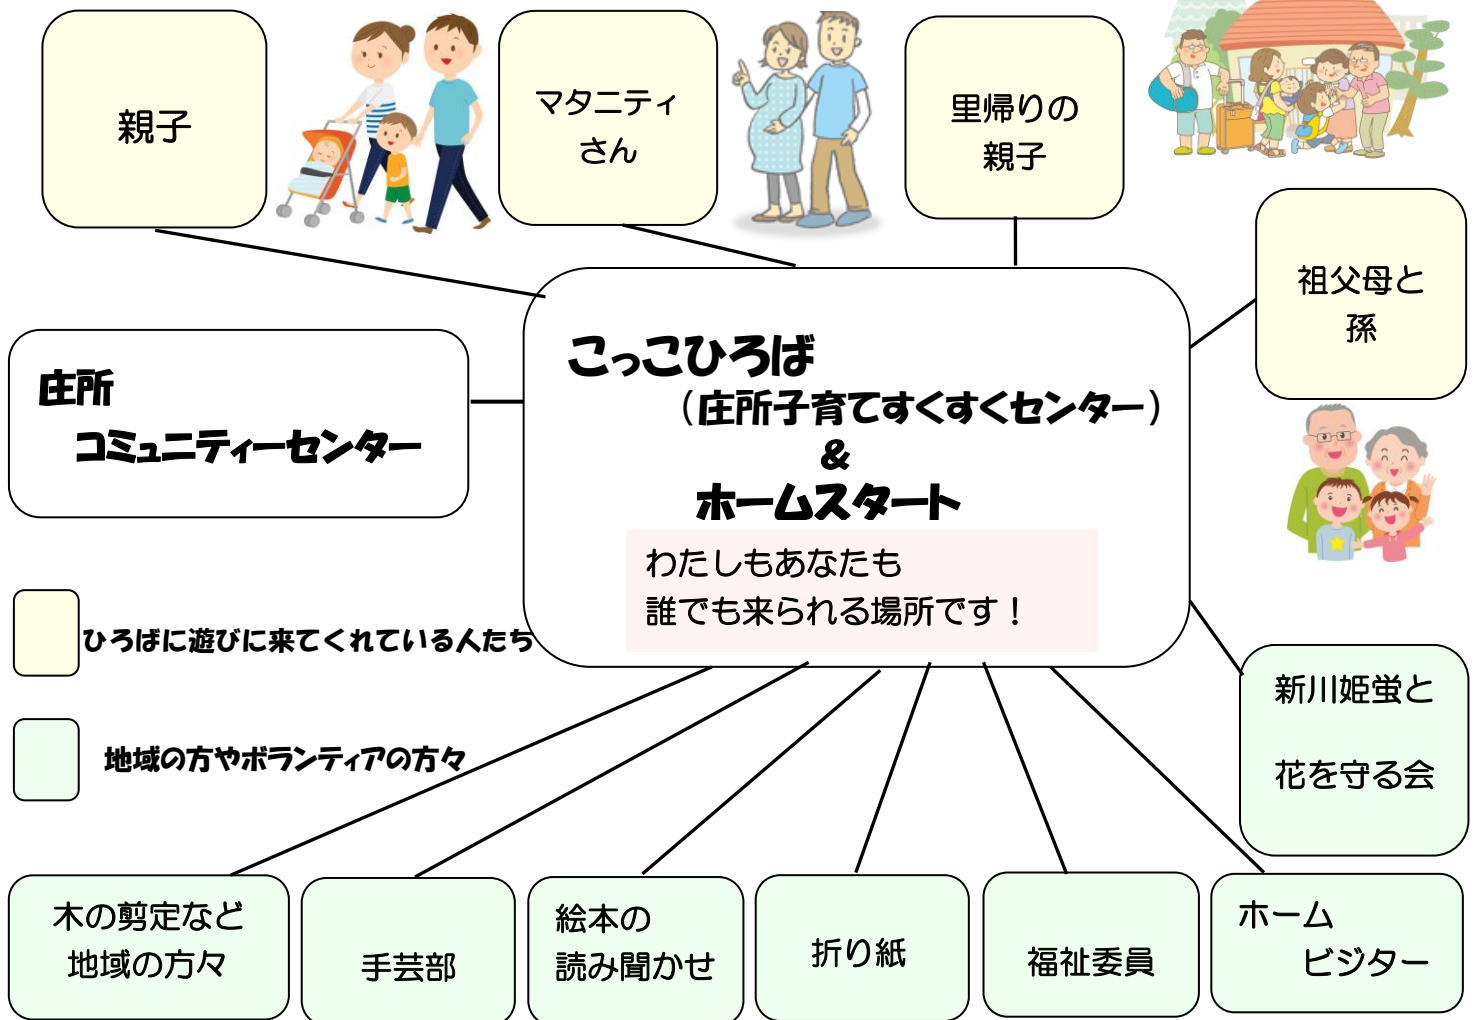 親子
マタニティ
さん
里帰りの
親子
祖父母と
孫
庄所
コミュニティーセンター
こっこひろば
（庄所子育てすくすくセンター）
&
ホームスタート
わたしもあなたも
誰でも来られる場所です！
ひろばに遊びに来てくれている人たち
地域の方やボランティアの方々
新川姫蛍と
花を守る会
木の剪定など
地域の方々
手芸部
絵本の
読み聞かせ
折り紙
福祉委員
ホーム
ビジター